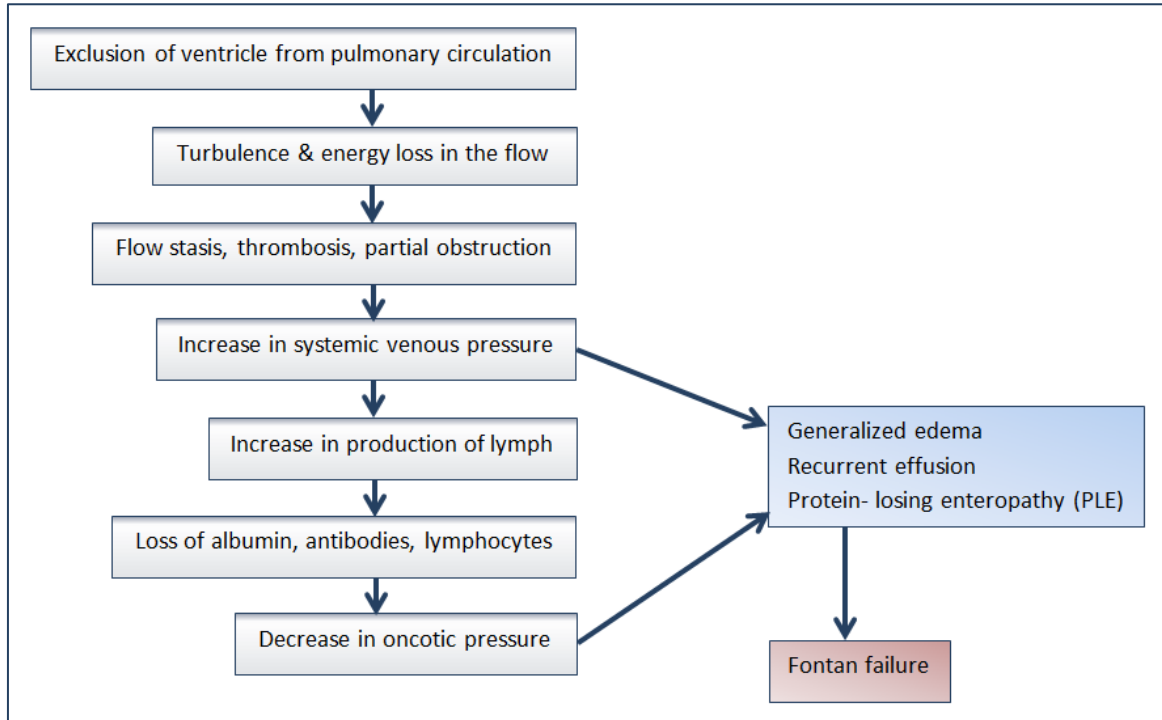 Exclusion of ventricle from pulmonary circulation
Turbulence & energy loss in the flow
Flow stasis, thrombosis, partial obstruction
Increase in systemic venous pressure
Increase in production of lymph
Loss of albumin, antibodies, lymphocytes
Decrease in oncotic pressure
Generalized edema
Recurrent effusion
Protein- losing enteropathy (PLE)
Fontan failure